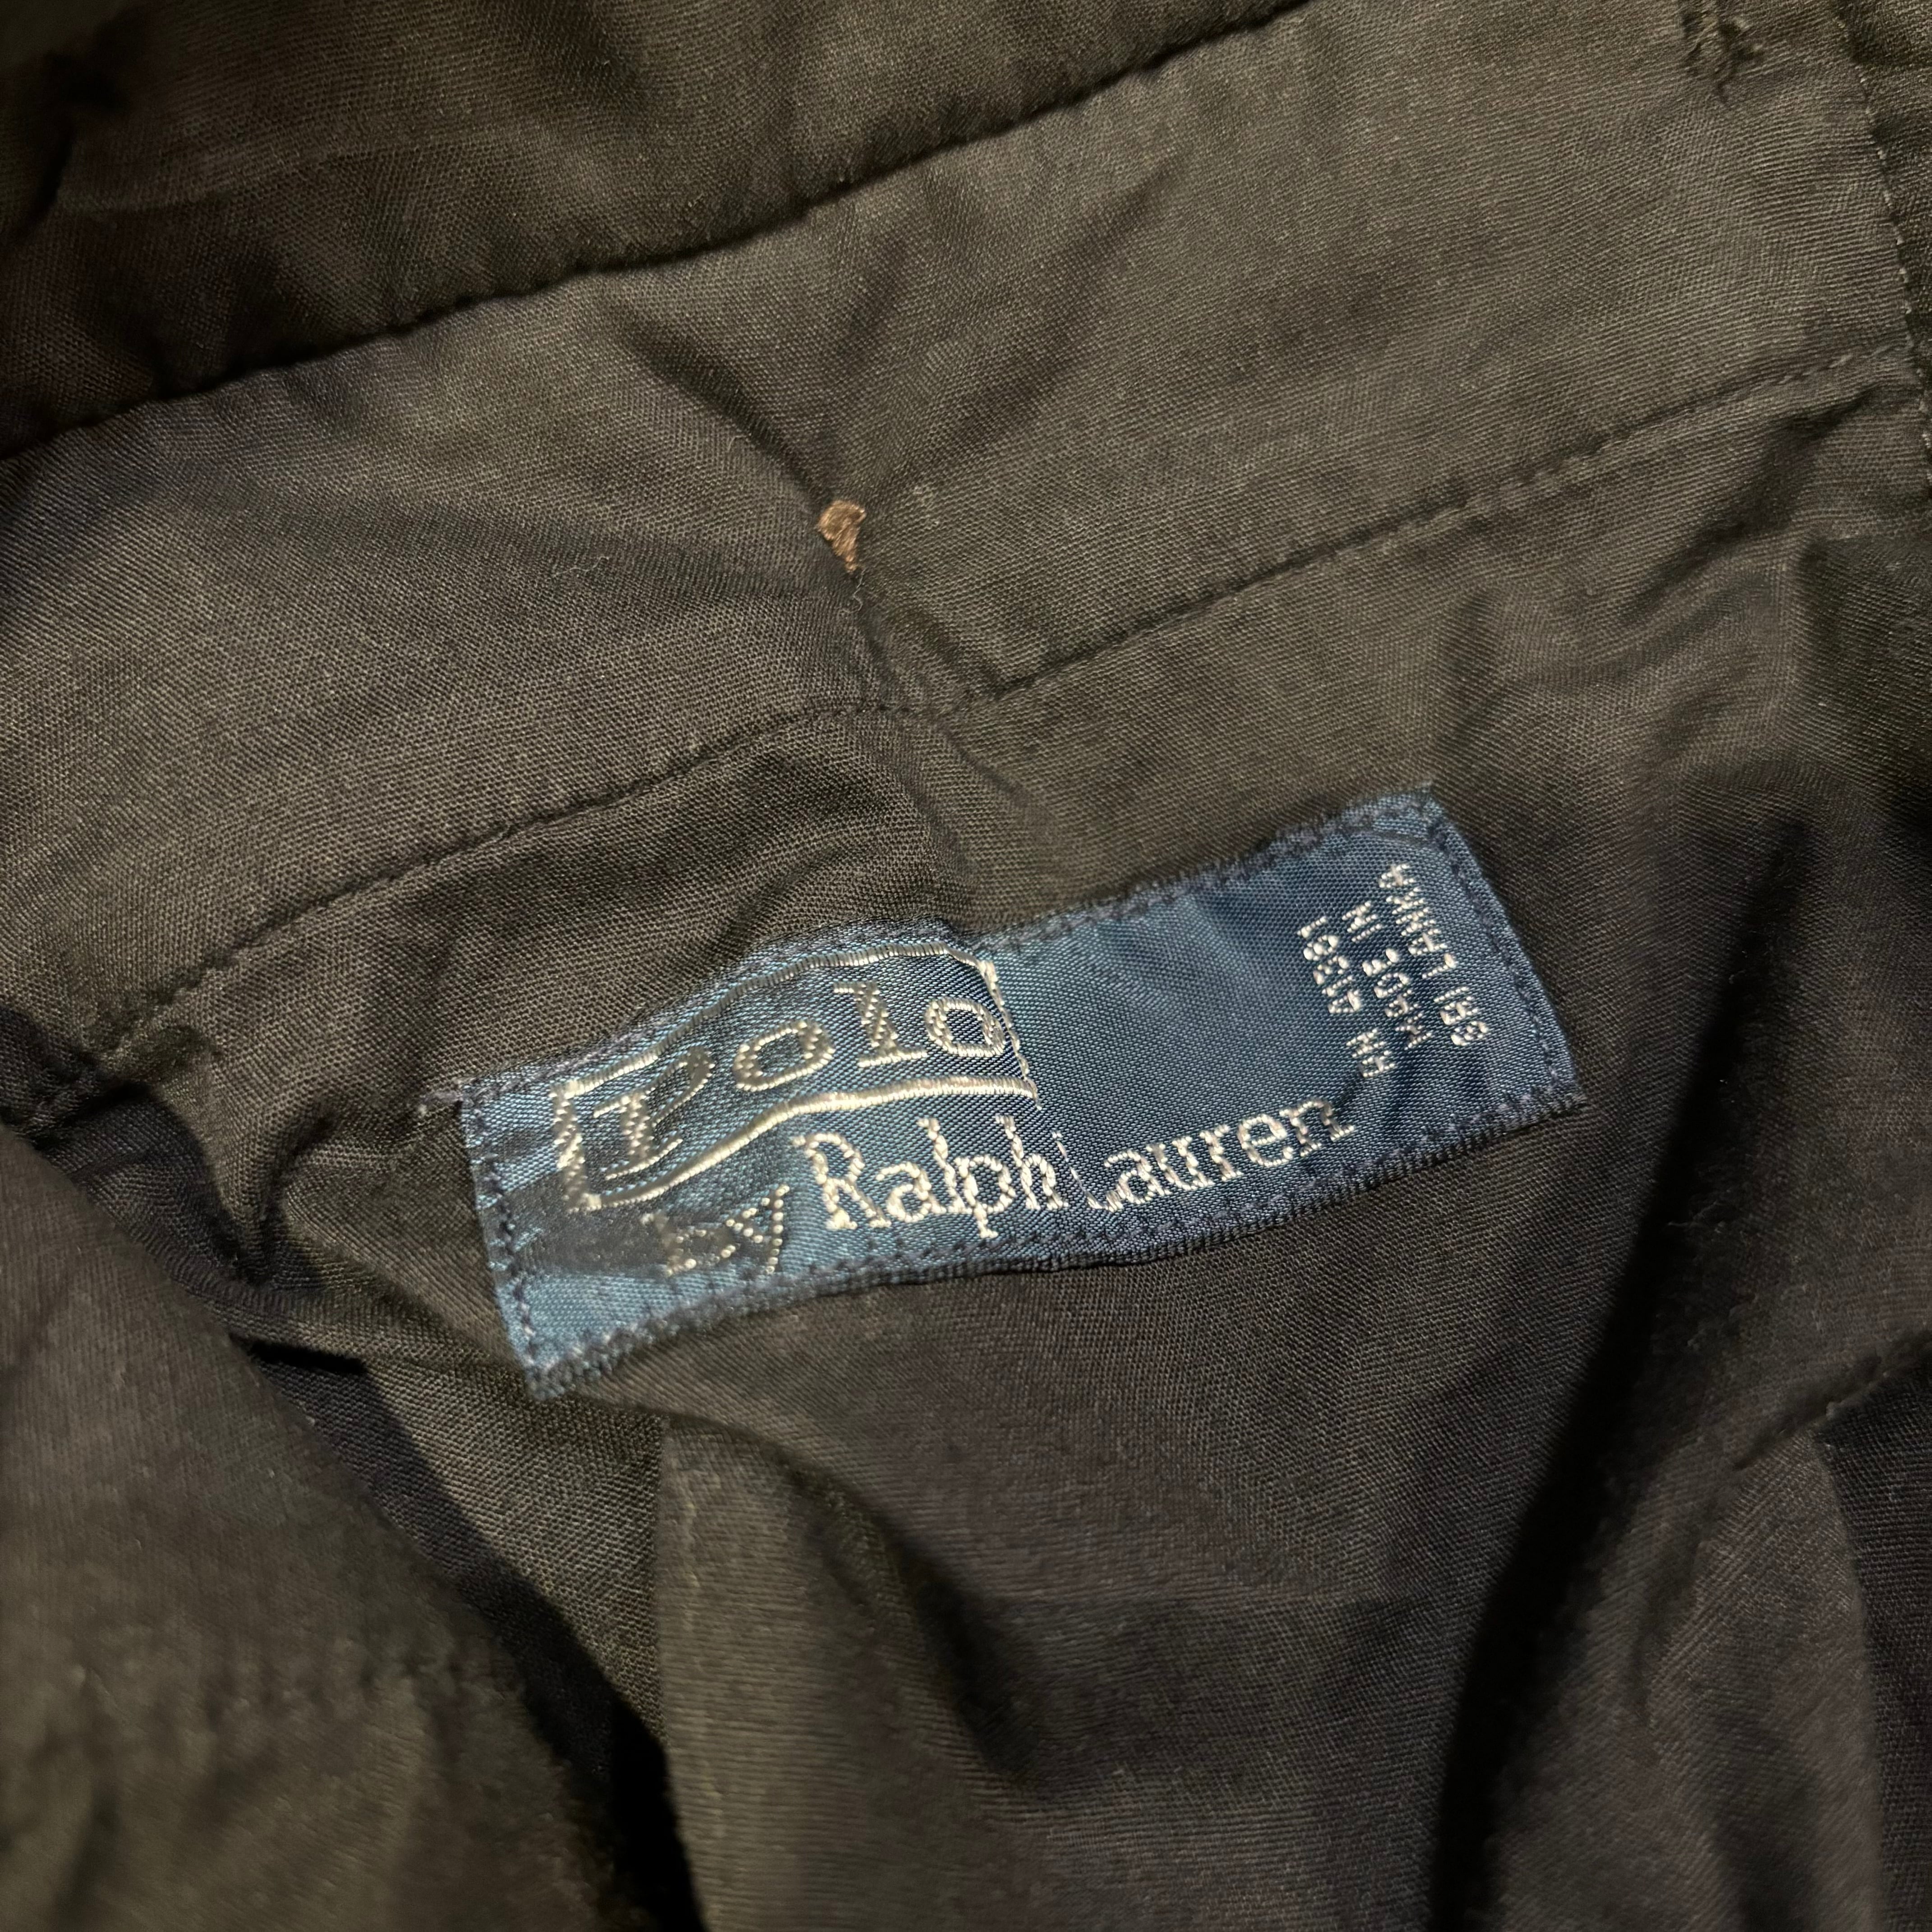 Polo
by Ralph Lauren
RN 41381
MADE IN
SRI LANKA